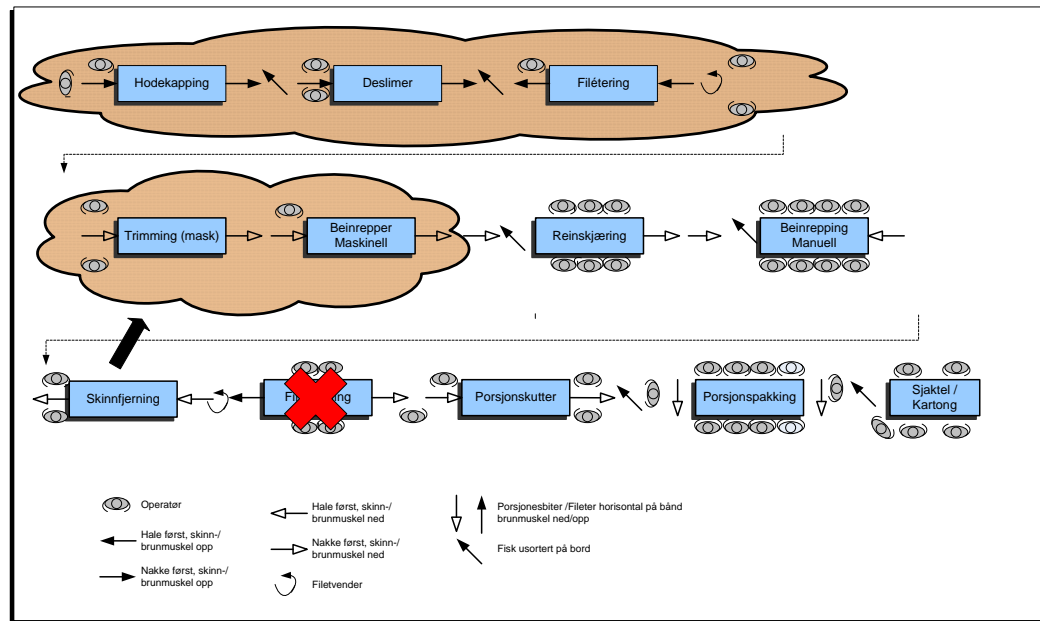 Hodekapping
Deslimer
Filétering
Trimming (mask)
Beinrepper
Maskinell
Reinskjæring
Beinrepping
Manuell
Skinnfjerning
Porsjonskutter
Porsjonspakking
Sjaktel /
Kartong
Operatør
Hale først, skinn-/
brunmuskel opp
Nakke først, skinn-/
brunmuskel opp
Hale først, skinn-/
brunmuskel ned
Nakke først, skinn-/
brunmuskel ned
Filetvender
Porsjonesbiter /Fileter horisontal på bånd
brunmuskel ned/opp
Fisk usortert på bord